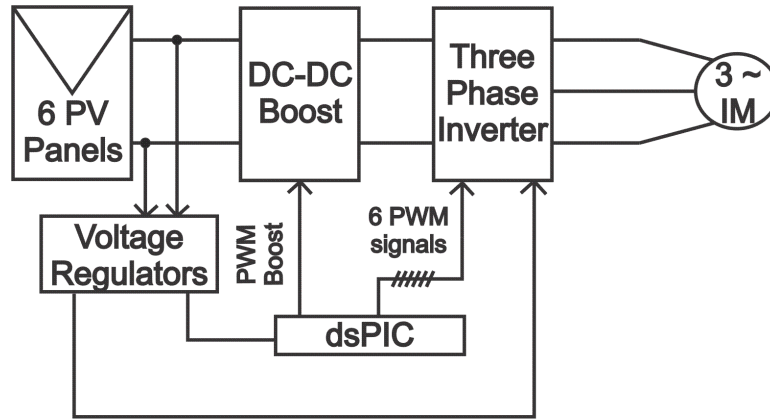 6 PV
Panels
DC-DC
Boost
Three
Phase
Inverter
3 ~
IM
Voltage
Regulators
PWM
Boost
6 PWM
signals
dsPIC